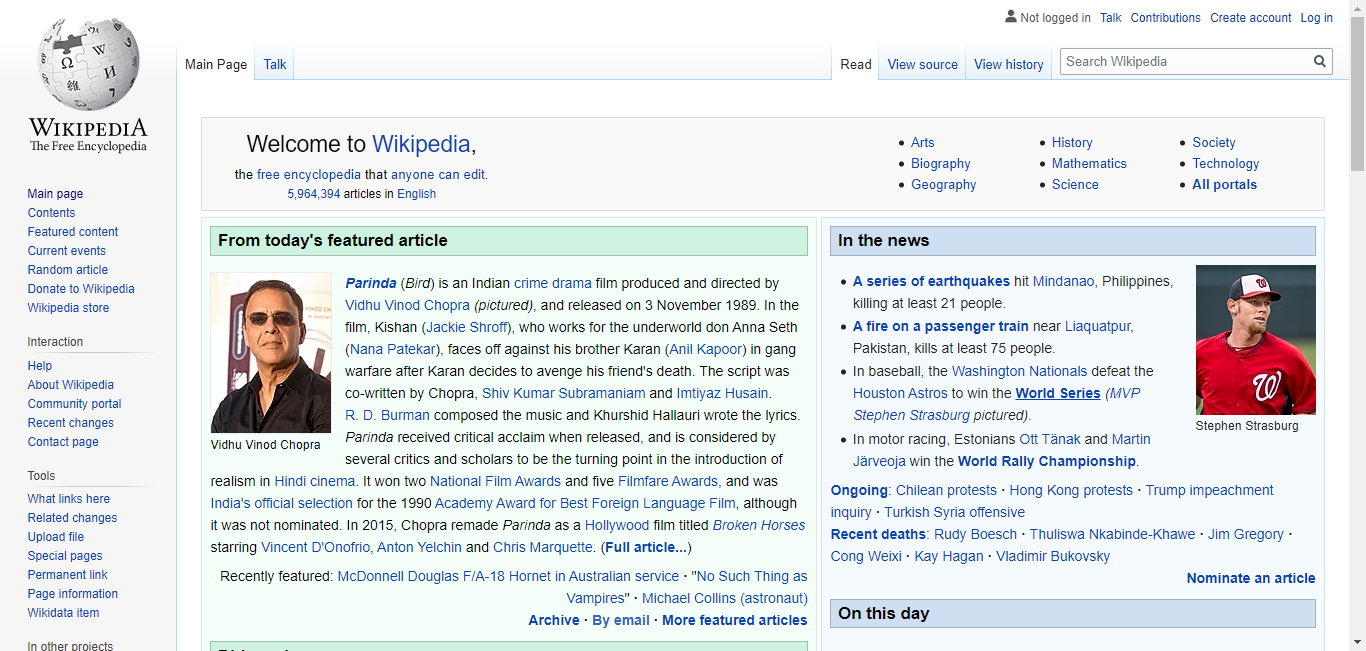 Not logged in Talk Contributions Create account Log in
Main Page Talk Read View source View history Search Wikipedia
WIKIPEDIA
The Free Encyclopedia
Main page
Contents
Featured content
Current events
Random article
Donate to Wikipedia
Wikipedia store
Interaction
Help
About Wikipedia
Community portal
Recent changes
Contact page
Tools
What links here
Related changes
Upload file
Special pages
Permanent link
Page information
Wikidata item
In other projects
Welcome to Wikipedia,
the free encyclopedia that anyone can edit.
5,964,394 articles in English
• Arts
• Biography
• Geography
• History
• Mathematics
• Science
• Society
• Technology
• All portals
From today's featured article
Parinda (Bird) is an Indian crime drama film produced and directed by
Vidhu Vinod Chopra (pictured), and released on 3 November 1989. In the
film, Kishan (Jackie Shroff), who works for the underworld don Anna Seth
(Nana Patekar), faces off against his brother Karan (Anil Kapoor) in gang
warfare after Karan decides to avenge his friend's death. The script was
co-written by Chopra, Shiv Kumar Subramaniam and Imtiyaz Husain.
R. D. Burman composed the music and Khurshid Hallauri wrote the lyrics.
Parinda received critical acclaim when released, and is considered by
several critics and scholars to be the turning point in the introduction of
realism in Hindi cinema. It won two National Film Awards and five Filmfare Awards, and was
India's official selection for the 1990 Academy Award for Best Foreign Language Film, although
it was not nominated. In 2015, Chopra remade Parinda as a Hollywood film titled Broken Horses
starring Vincent D'Onofrio, Anton Yelchin and Chris Marquette. (Full article...)
Vidhu Vinod Chopra
Recently featured: McDonnell Douglas F/A-18 Hornet in Australian service · "No Such Thing as
Vampires" · Michael Collins (astronaut)
Archive · By email · More featured articles
In the news
• A series of earthquakes hit Mindanao, Philippines,
killing at least 21 people.
• A fire on a passenger train near Liaquatpur,
Pakistan, kills at least 75 people.
• In baseball, the Washington Nationals defeat the
Houston Astros to win the World Series (MVP
Stephen Strasburg pictured).
• In motor racing, Estonians Ott Tänak and Martin
Järveoja win the World Rally Championship.
W
W
Stephen Strasburg
Ongoing: Chilean protests · Hong Kong protests · Trump impeachment
inquiry · Turkish Syria offensive
Recent deaths: Rudy Boesch · Thuliswa Nkabinde-Khawe · Jim Gregory ·
Cong Weixi · Kay Hagan · Vladimir Bukovsky
Nominate an article
On this day